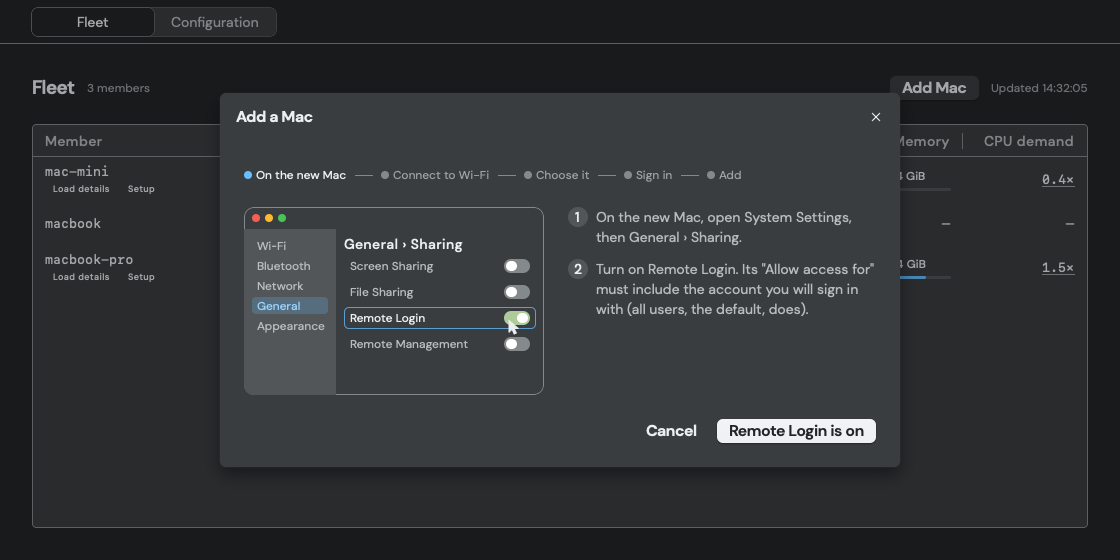 Fleet
Configuration
Fleet
3 members
Add Mac
Updated 14:32:05
Member
Memory
CPU demand
mac-mini
Load details
Setup
GiB
0.4×
macbook
—
—
macbook-pro
Load details
Setup
GiB
1.5×
Add a Mac
×
On the new Mac
Connect to Wi-Fi
Choose it
Sign in
Add
Wi-Fi
Bluetooth
Network
General
Appearance
General › Sharing
Screen Sharing
File Sharing
Remote Login
Remote Management
1
On the new Mac, open System Settings,
then General › Sharing.
2
Turn on Remote Login. Its "Allow access for"
must include the account you will sign in
with (all users, the default, does).
Cancel
Remote Login is on